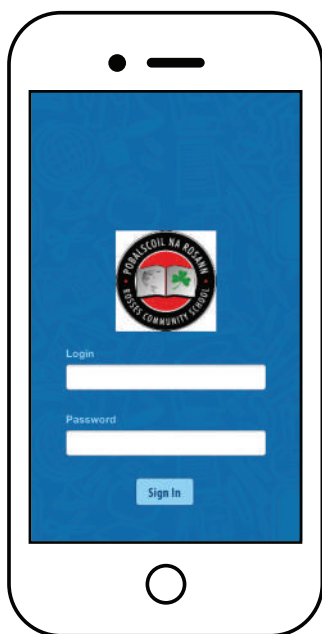 POBALSCOIL NA ROSANN
ROSSES COMMUNITY SCHOOL
Login
Password
Sign In